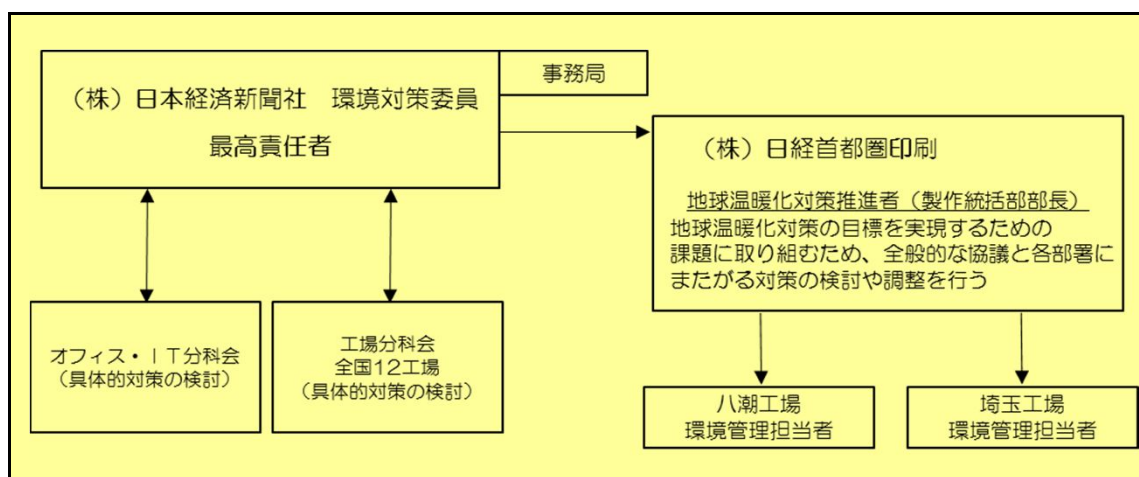 （株）日本経済新聞社　環境対策委員
最高責任者
事務局
（株）日経首都圏印刷
地球温暖化対策推進者（製作統括部部長）
地球温暖化対策の目標を実現するための
課題に取り組むため、全般的な協議と各部署に
またがる対策の検討や調整を行う
オフィス・ＩＴ分科会
（具体的対策の検討）
工場分科会
全国１２工場
（具体的対策の検討）
八潮工場
環境管理担当者
埼玉工場
環境管理担当者